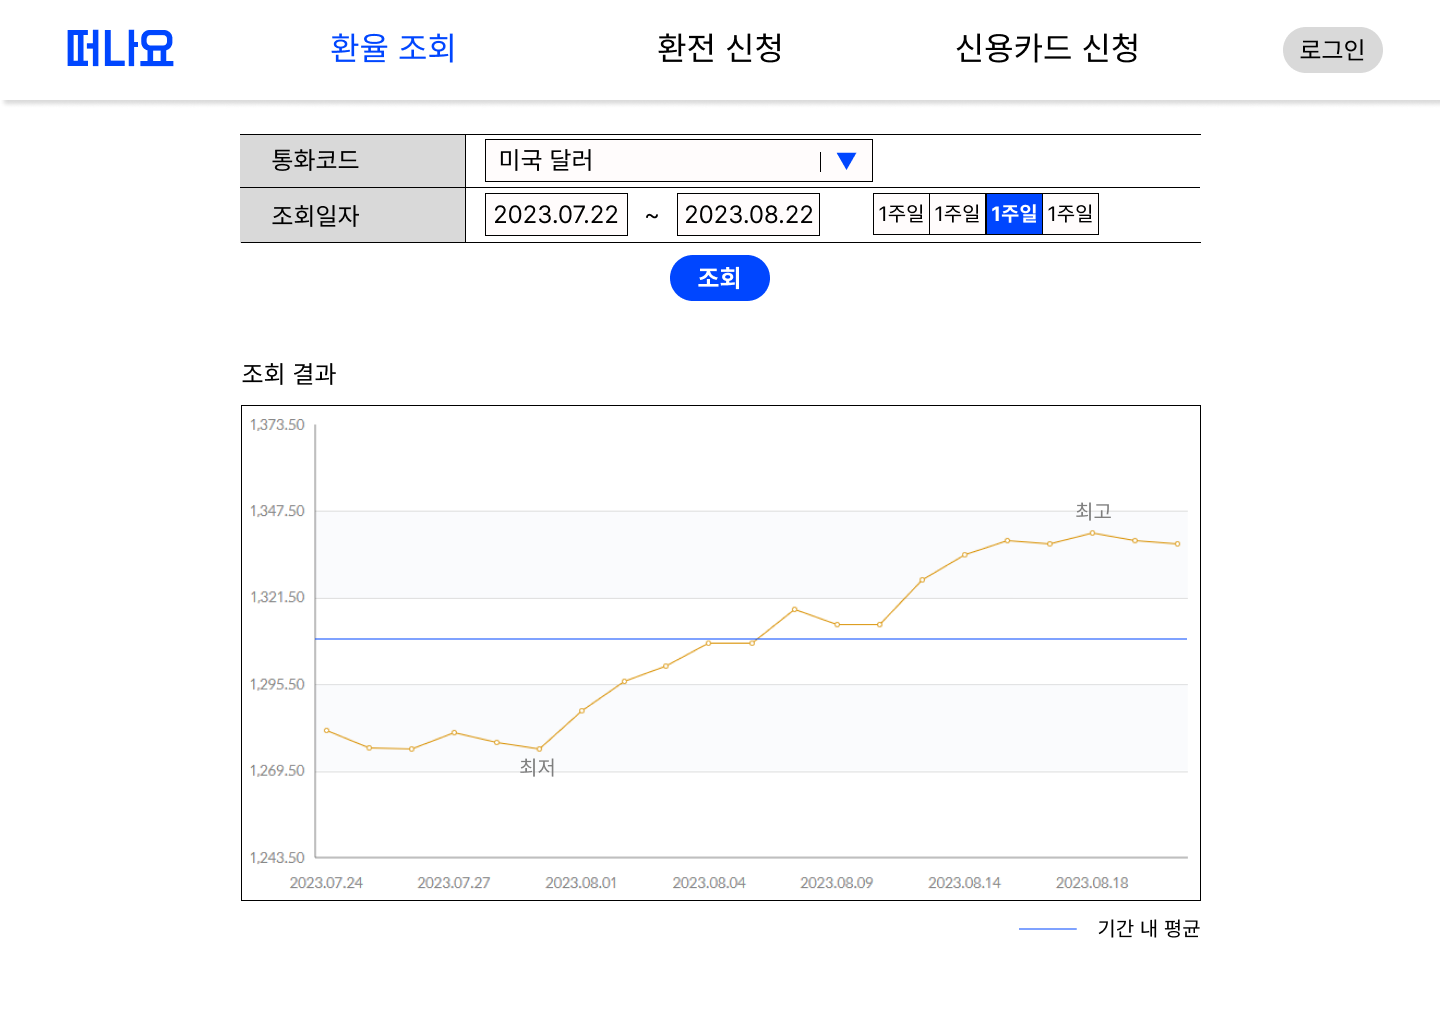 떠나요 환율 조회 환전 신청 신용카드 신청 로그인
통화코드 미국 달러 ▼
조회일자 2023.07.22 ~ 2023.08.22 1주일 1주일 1주일 1주일
조회
조회 결과
1,373.50
1,347.50
최고
1,321.50
1,295.50
1,269.50
최저
1,243.50
2023.07.24 2023.07.27 2023.08.01 2023.08.04 2023.08.09 2023.08.14 2023.08.18
기간 내 평균